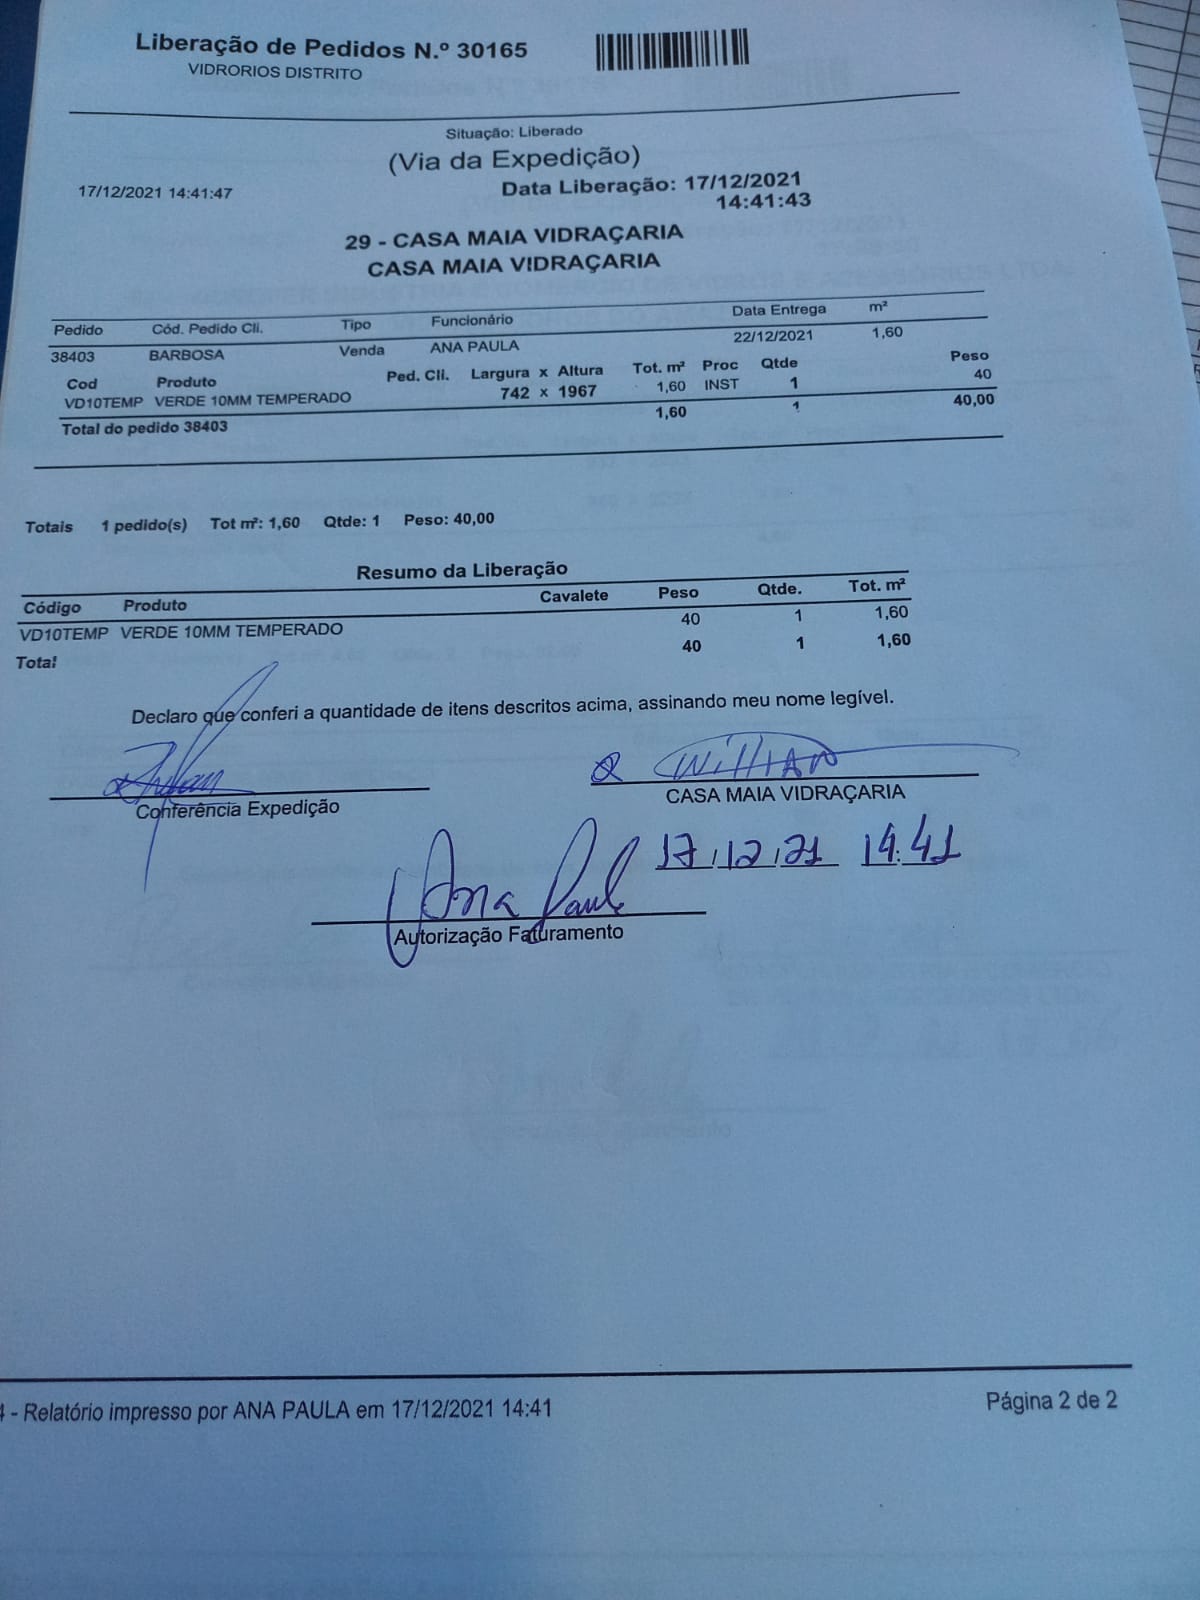 Liberação de Pedidos N.º 30165
VIDRORIOS DISTRITO
Situação: Liberado
(Via da Expedição)
17/12/2021 14:41:47
Data Liberação: 17/12/2021
14:41:43
29 - CASA MAIA VIDRAÇARIA
CASA MAIA VIDRAÇARIA
Pedido Cód. Pedido Cli. Tipo Funcionário Data Entrega m²
38403 BARBOSA Venda ANA PAULA 22/12/2021 1,60
Cod Produto Ped. Cli. Largura x Altura Tot. m² Proc Qtde Peso
VD10TEMP VERDE 10MM TEMPERADO 742 x 1967 1,60 INST 1 40
Total do pedido 38403 1,60 1 40,00
Totais 1 pedido(s) Tot m²: 1,60 Qtde: 1 Peso: 40,00
Resumo da Liberação
Código Produto Cavalete Peso Qtde. Tot. m²
VD10TEMP VERDE 10MM TEMPERADO 40 1 1,60
Total 40 1 1,60
Declaro que conferi a quantidade de itens descritos acima, assinando meu nome legível.
Willian
Conferência Expedição
CASA MAIA VIDRAÇARIA
17/12/21 14:41
Ana Paula
Autorização Faturamento
4 - Relatório impresso por ANA PAULA em 17/12/2021 14:41
Página 2 de 2